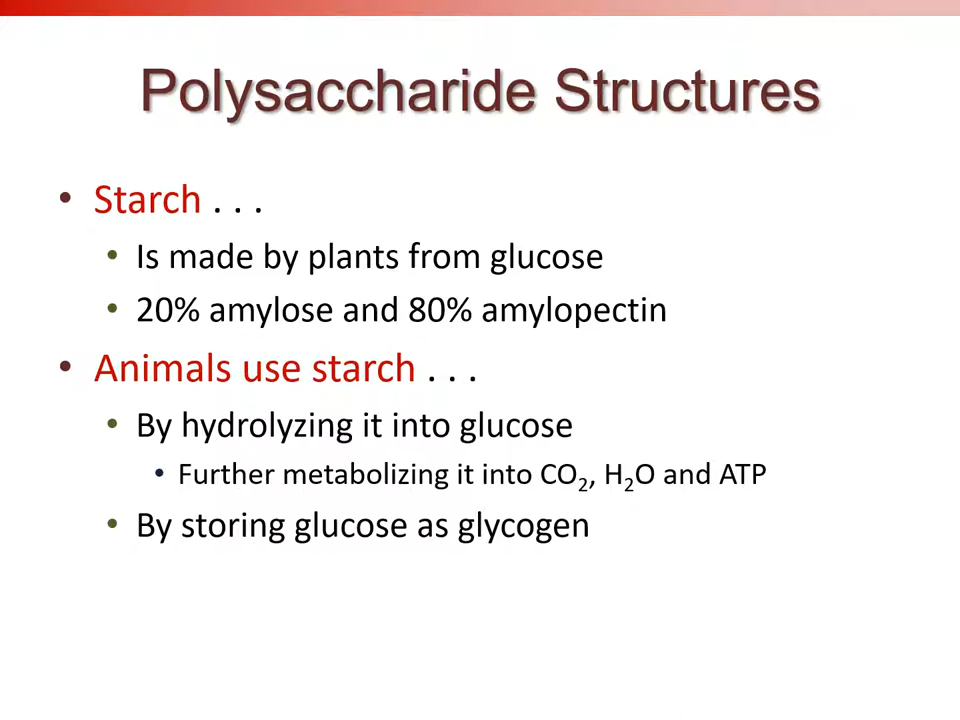 Polysaccharide Structures
• Starch . . .
• Is made by plants from glucose
• 20% amylose and 80% amylopectin
• Animals use starch . . .
• By hydrolyzing it into glucose
• Further metabolizing it into CO₂, H₂O and ATP
• By storing glucose as glycogen